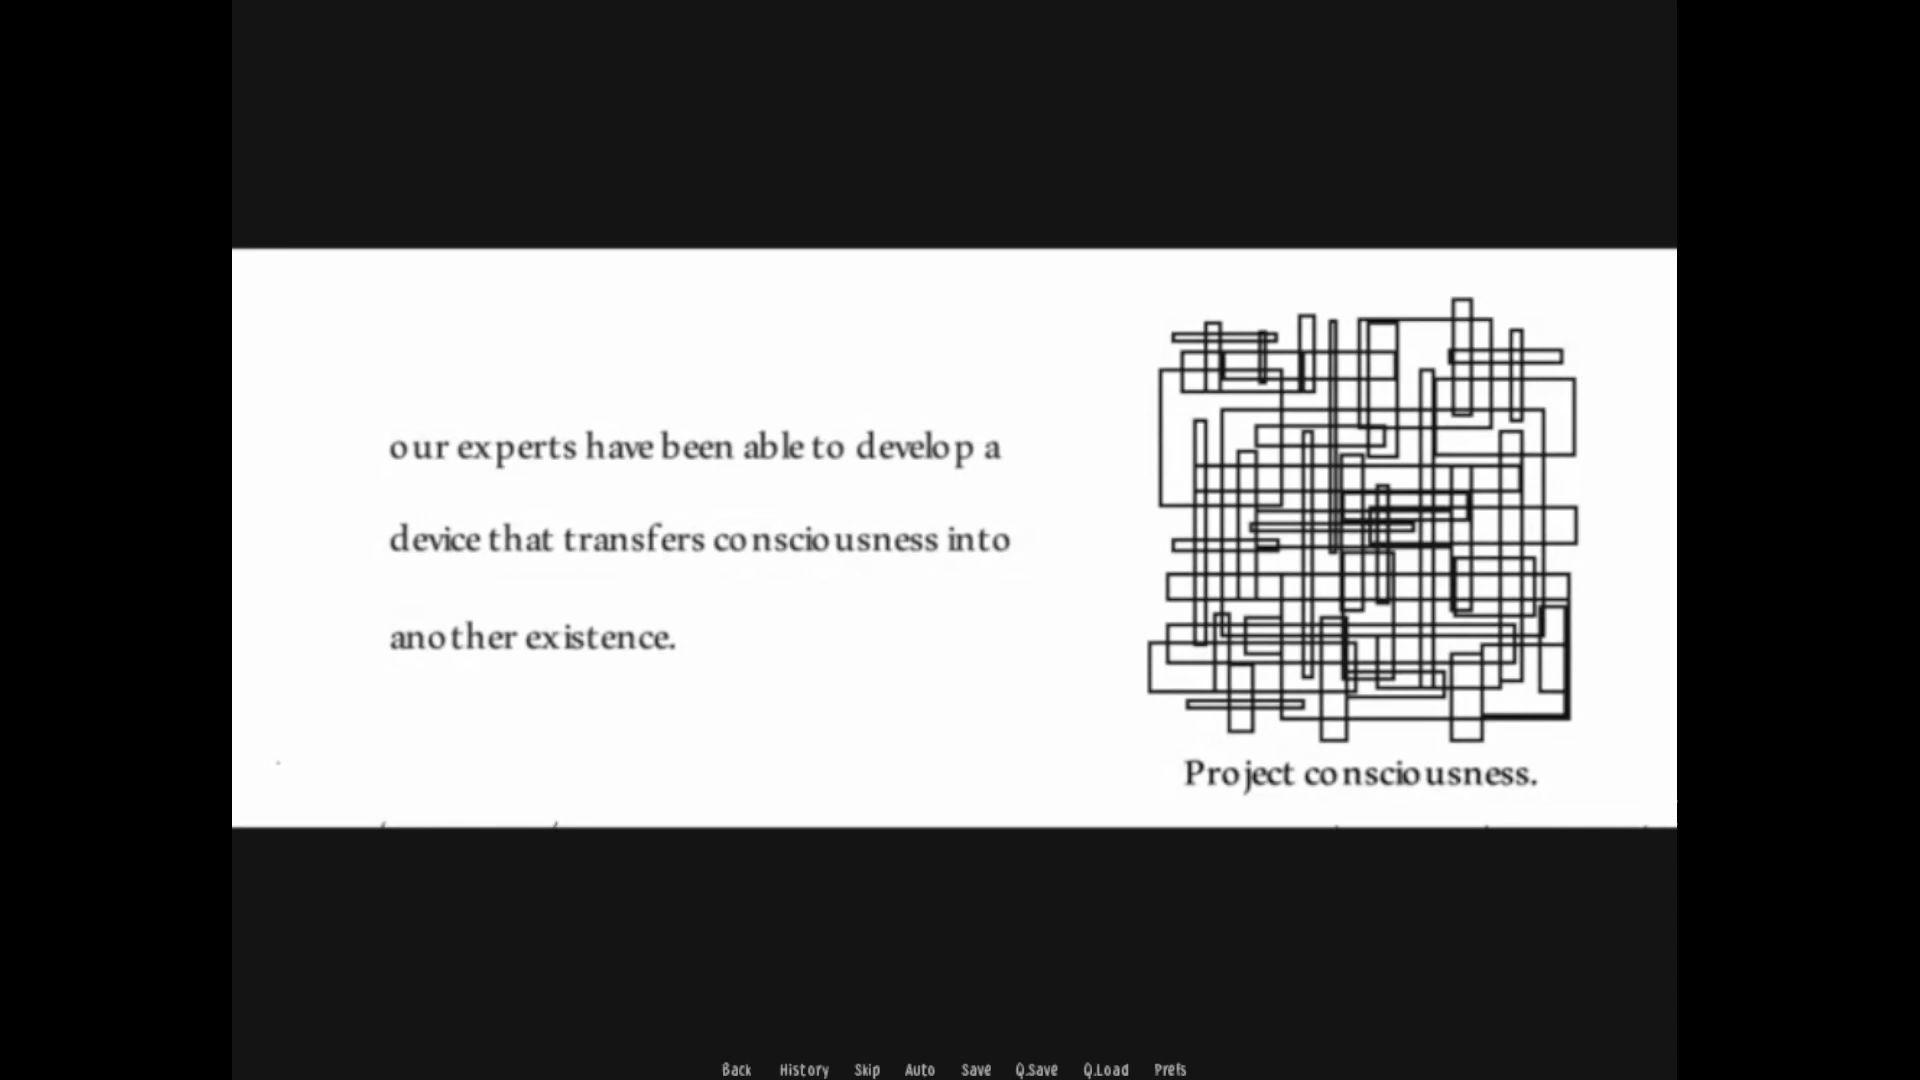 our experts have been able to develop a
device that transfers consciousness into
another existence.
Project consciousness.
Back History Skip Auto Save Q.Save Q.Load Prefs